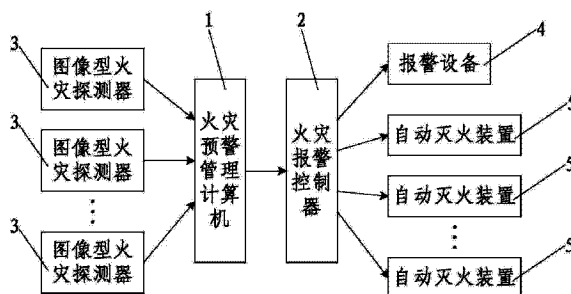 3
图像型火
灾探测器
3
图像型火
灾探测器
3
图像型火
灾探测器
1
火灾
预警
管理
计算
机
2
火灾
报警
控制
器
4
报警设备
5
自动灭火装置
5
自动灭火装置
5
自动灭火装置